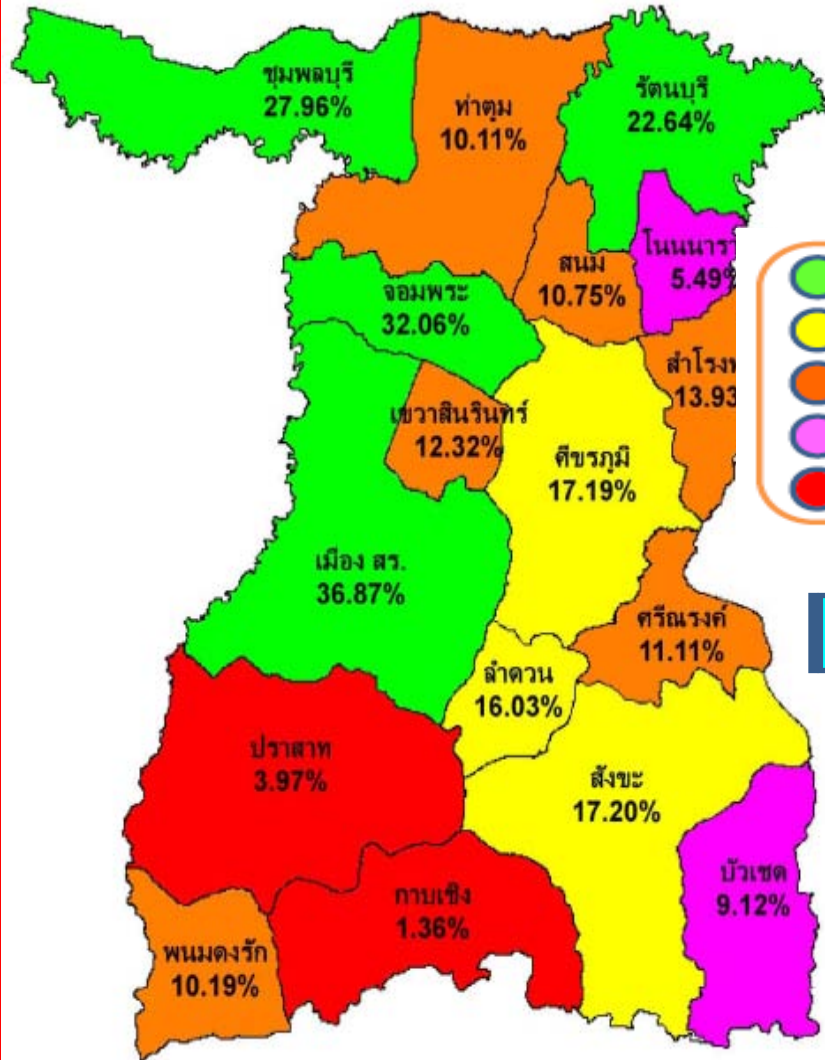 ชุมพลบุรี
27.96%
ท่าตูม
10.11%
รัตนบุรี
22.64%
สนม
10.75%
5.49%
จอมพระ
32.06%
13.93
เขวาสินรินทร์
12.32%
ศีขรภูมิ
17.19%
เมือง สร.
36.87%
ศรีณรงค์
11.11%
ลำดวน
16.03%
ปราสาท
3.97%
สังขะ
17.20%
บัวเชด
9.12%
กาบเชิง
1.36%
พนมดงรัก
10.19%